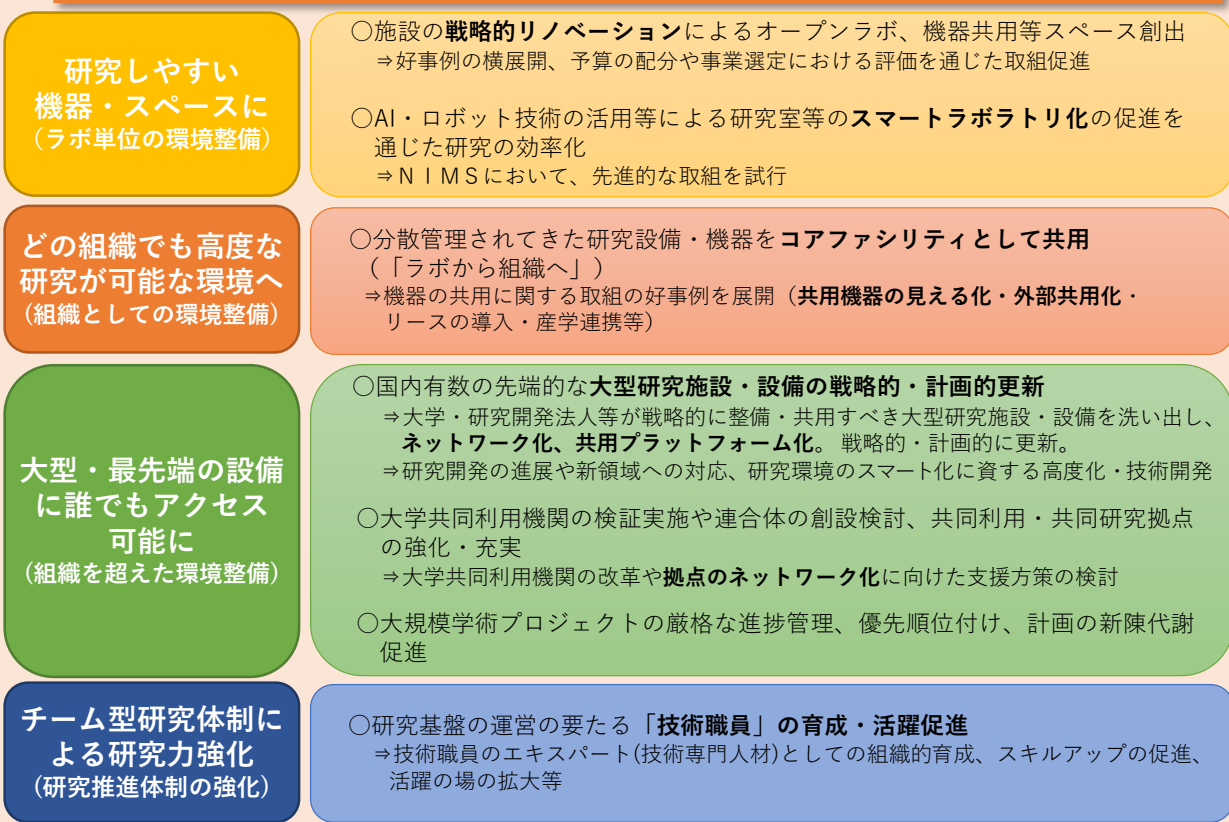 研究しやすい
機器・スペースに
（ラボ単位の環境整備）
○施設の戦略的リノベーションによるオープンラボ、機器共用等スペース創出
⇒好事例の横展開、予算の配分や事業選定における評価を通じた取組促進
○AI・ロボット技術の活用等による研究室等のスマートラボラトリ化の促進を
通じた研究の効率化
⇒ＮＩＭＳにおいて、先進的な取組を試行
どの組織でも高度な
研究が可能な環境へ
（組織としての環境整備）
○分散管理されてきた研究設備・機器をコアファシリティとして共用
（「ラボから組織へ」）
⇒機器の共用に関する取組の好事例を展開（共用機器の見える化・外部共用化・
リースの導入・産学連携等）
大型・最先端の設備
に誰でもアクセス
可能に
（組織を超えた環境整備）
○国内有数の先端的な大型研究施設・設備の戦略的・計画的更新
⇒大学・研究開発法人等が戦略的に整備・共用すべき大型研究施設・設備を洗い出し、
ネットワーク化、共用プラットフォーム化。 戦略的・計画的に更新。
⇒研究開発の進展や新領域への対応、研究環境のスマート化に資する高度化・技術開発
○大学共同利用機関の検証実施や連合体の創設検討、共同利用・共同研究拠点
の強化・充実
⇒大学共同利用機関の改革や拠点のネットワーク化に向けた支援方策の検討
○大規模学術プロジェクトの厳格な進捗管理、優先順位付け、計画の新陳代謝
促進
チーム型研究体制に
よる研究力強化
（研究推進体制の強化）
○研究基盤の運営の要たる「技術職員」の育成・活躍促進
⇒技術職員のエキスパート(技術専門人材)としての組織的育成、スキルアップの促進、
活躍の場の拡大等